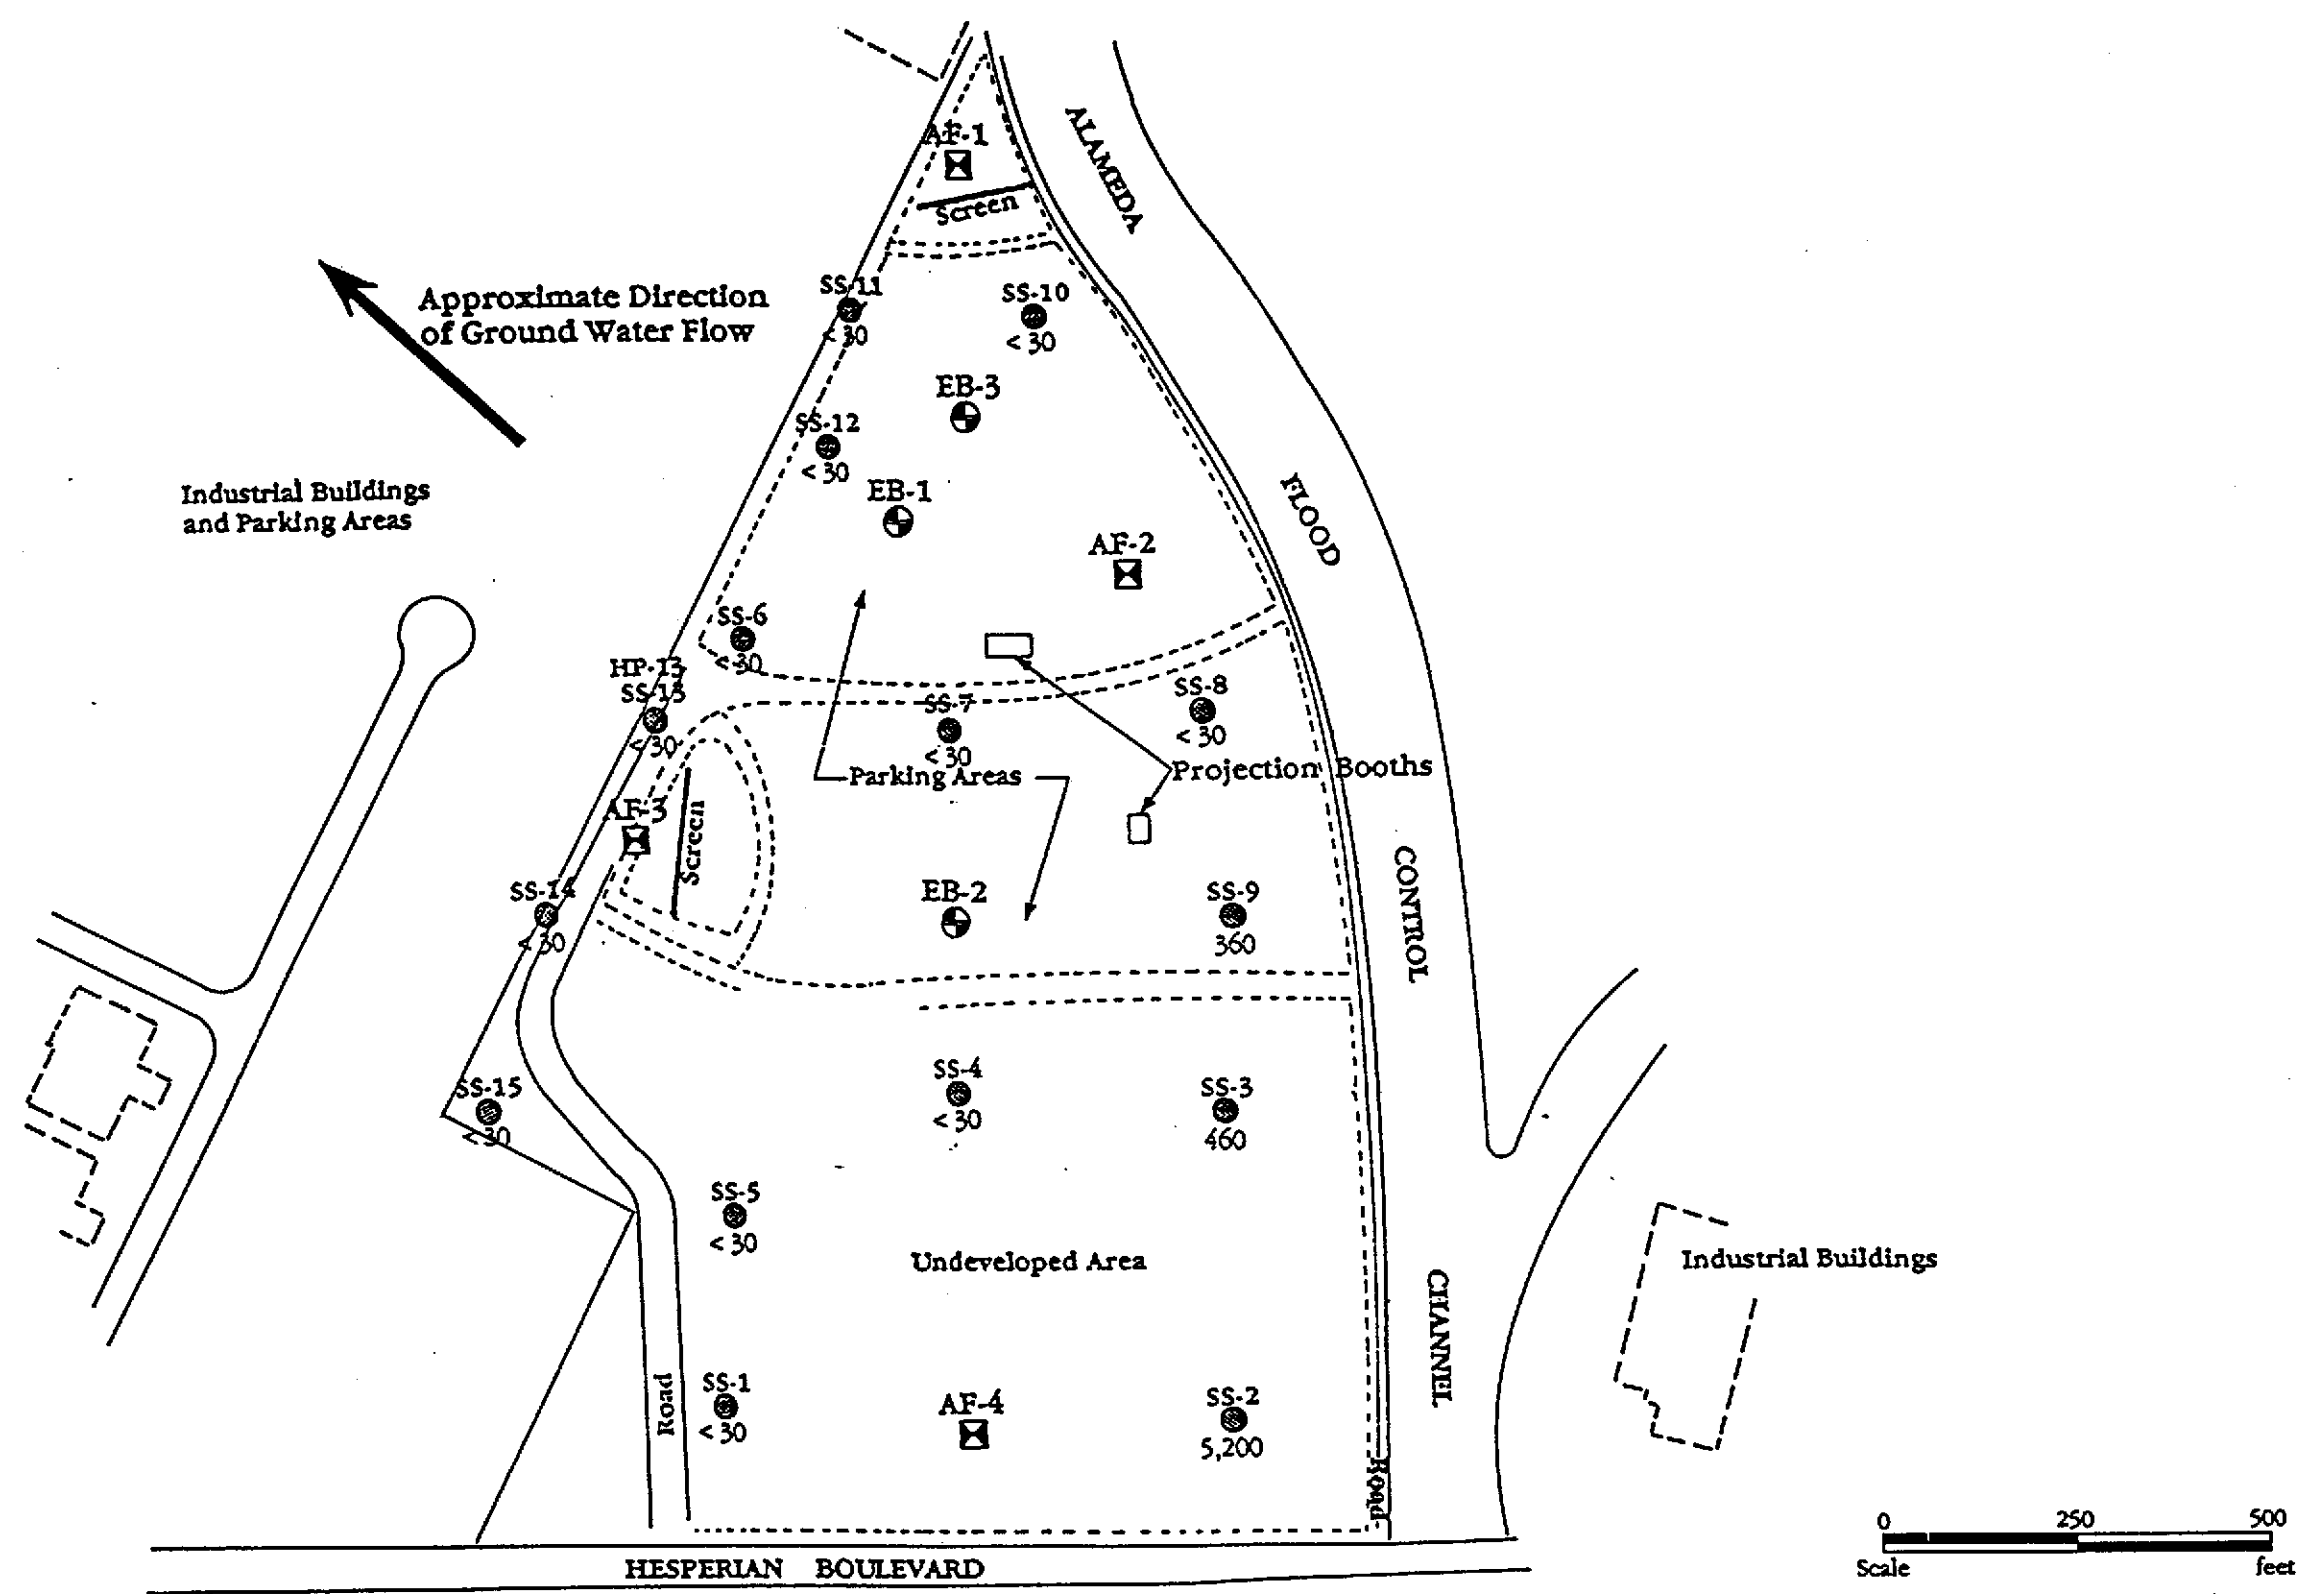 AF-1
Screen
ALAMEDA
Approximate Direction
of Ground Water Flow
SS-11
< 30
SS-10
< 30
EB-3
SS-12
< 30
Industrial Buildings
and Parking Areas
EB-1
FLOOD
AF-2
SS-6
< 30
HP-13
SS-13
< 30
SS-7
< 30
SS-8
< 30
Parking Areas
Projection Booths
AF-3
Screen
CONTROL
SS-14
< 30
EB-2
SS-9
360
SS-4
< 30
SS-3
460
SS-15
< 30
SS-5
< 30
Undeveloped Area
Industrial Buildings
CHANNEL
Road
SS-1
< 30
AF-4
SS-2
5,200
Road
0 250 500
Scale feet
HESPERIAN BOULEVARD